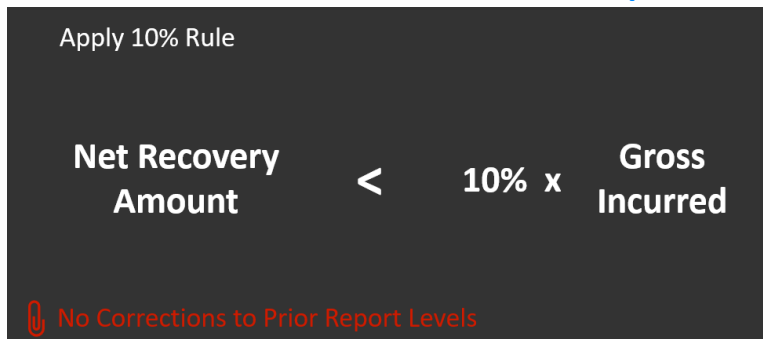 Apply 10% Rule
Net Recovery
Amount
<
10% x
Gross
Incurred
No Corrections to Prior Report Levels